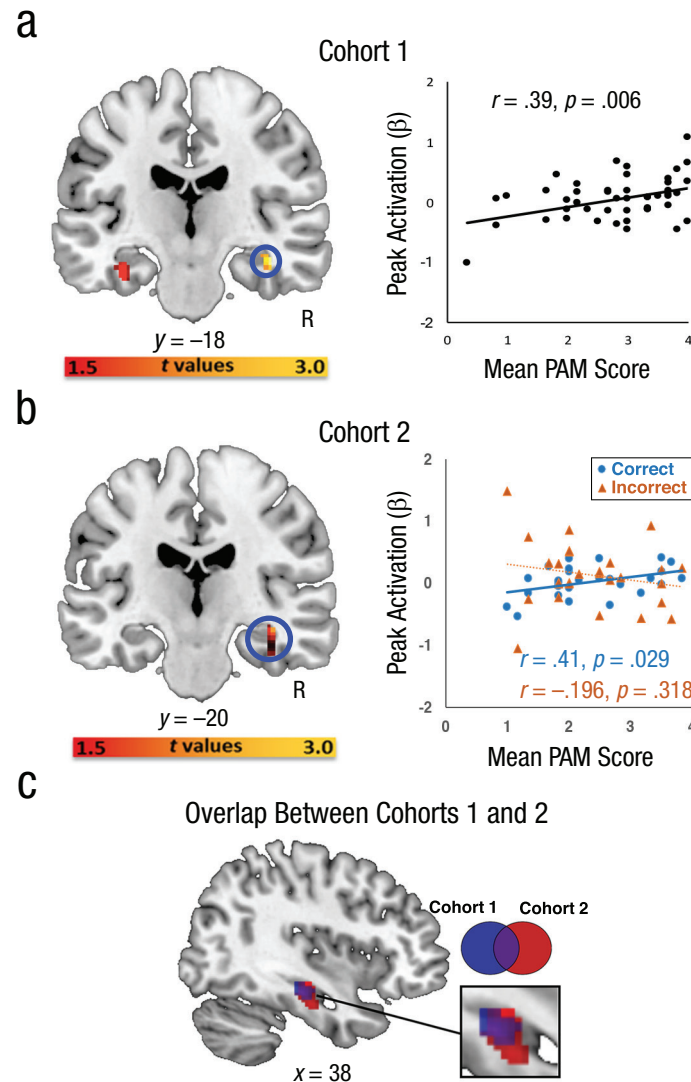 a
Cohort 1
R
y = –18
1.5 t values 3.0
Peak Activation (β)
2
1
0
-1
-2
r = .39, p = .006
0 1 2 3 4
Mean PAM Score
b
Cohort 2
R
y = –20
1.5 t values 3.0
Peak Activation (β)
2
1
0
-1
-2
Correct
Incorrect
r = .41, p = .029
r = –.196, p = .318
0 1 2 3 4
Mean PAM Score
c
Overlap Between Cohorts 1 and 2
Cohort 1 Cohort 2
x = 38